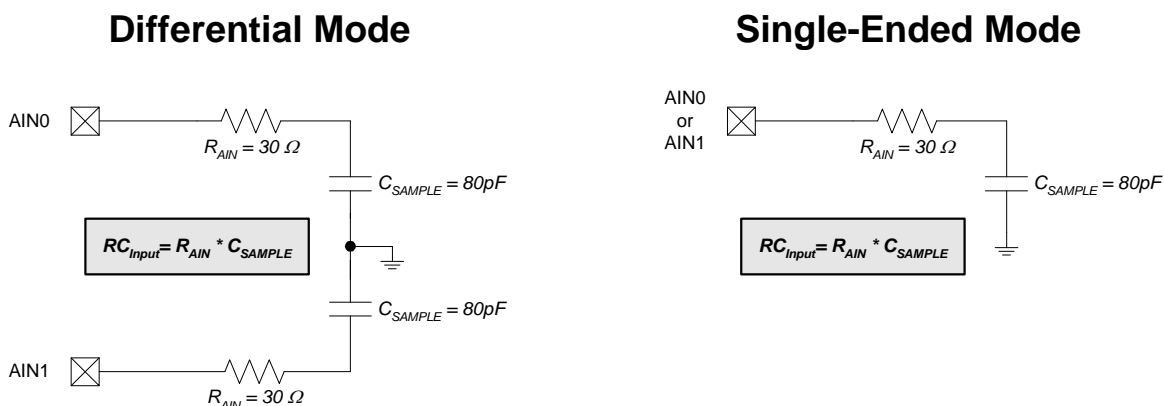 Differential Mode
AIN0
R_AIN = 30 Ω
C_SAMPLE = 80pF
RC_Input= R_AIN * C_SAMPLE
C_SAMPLE = 80pF
AIN1
R_AIN = 30 Ω
Single-Ended Mode
AIN0
or
AIN1
R_AIN = 30 Ω
C_SAMPLE = 80pF
RC_Input= R_AIN * C_SAMPLE